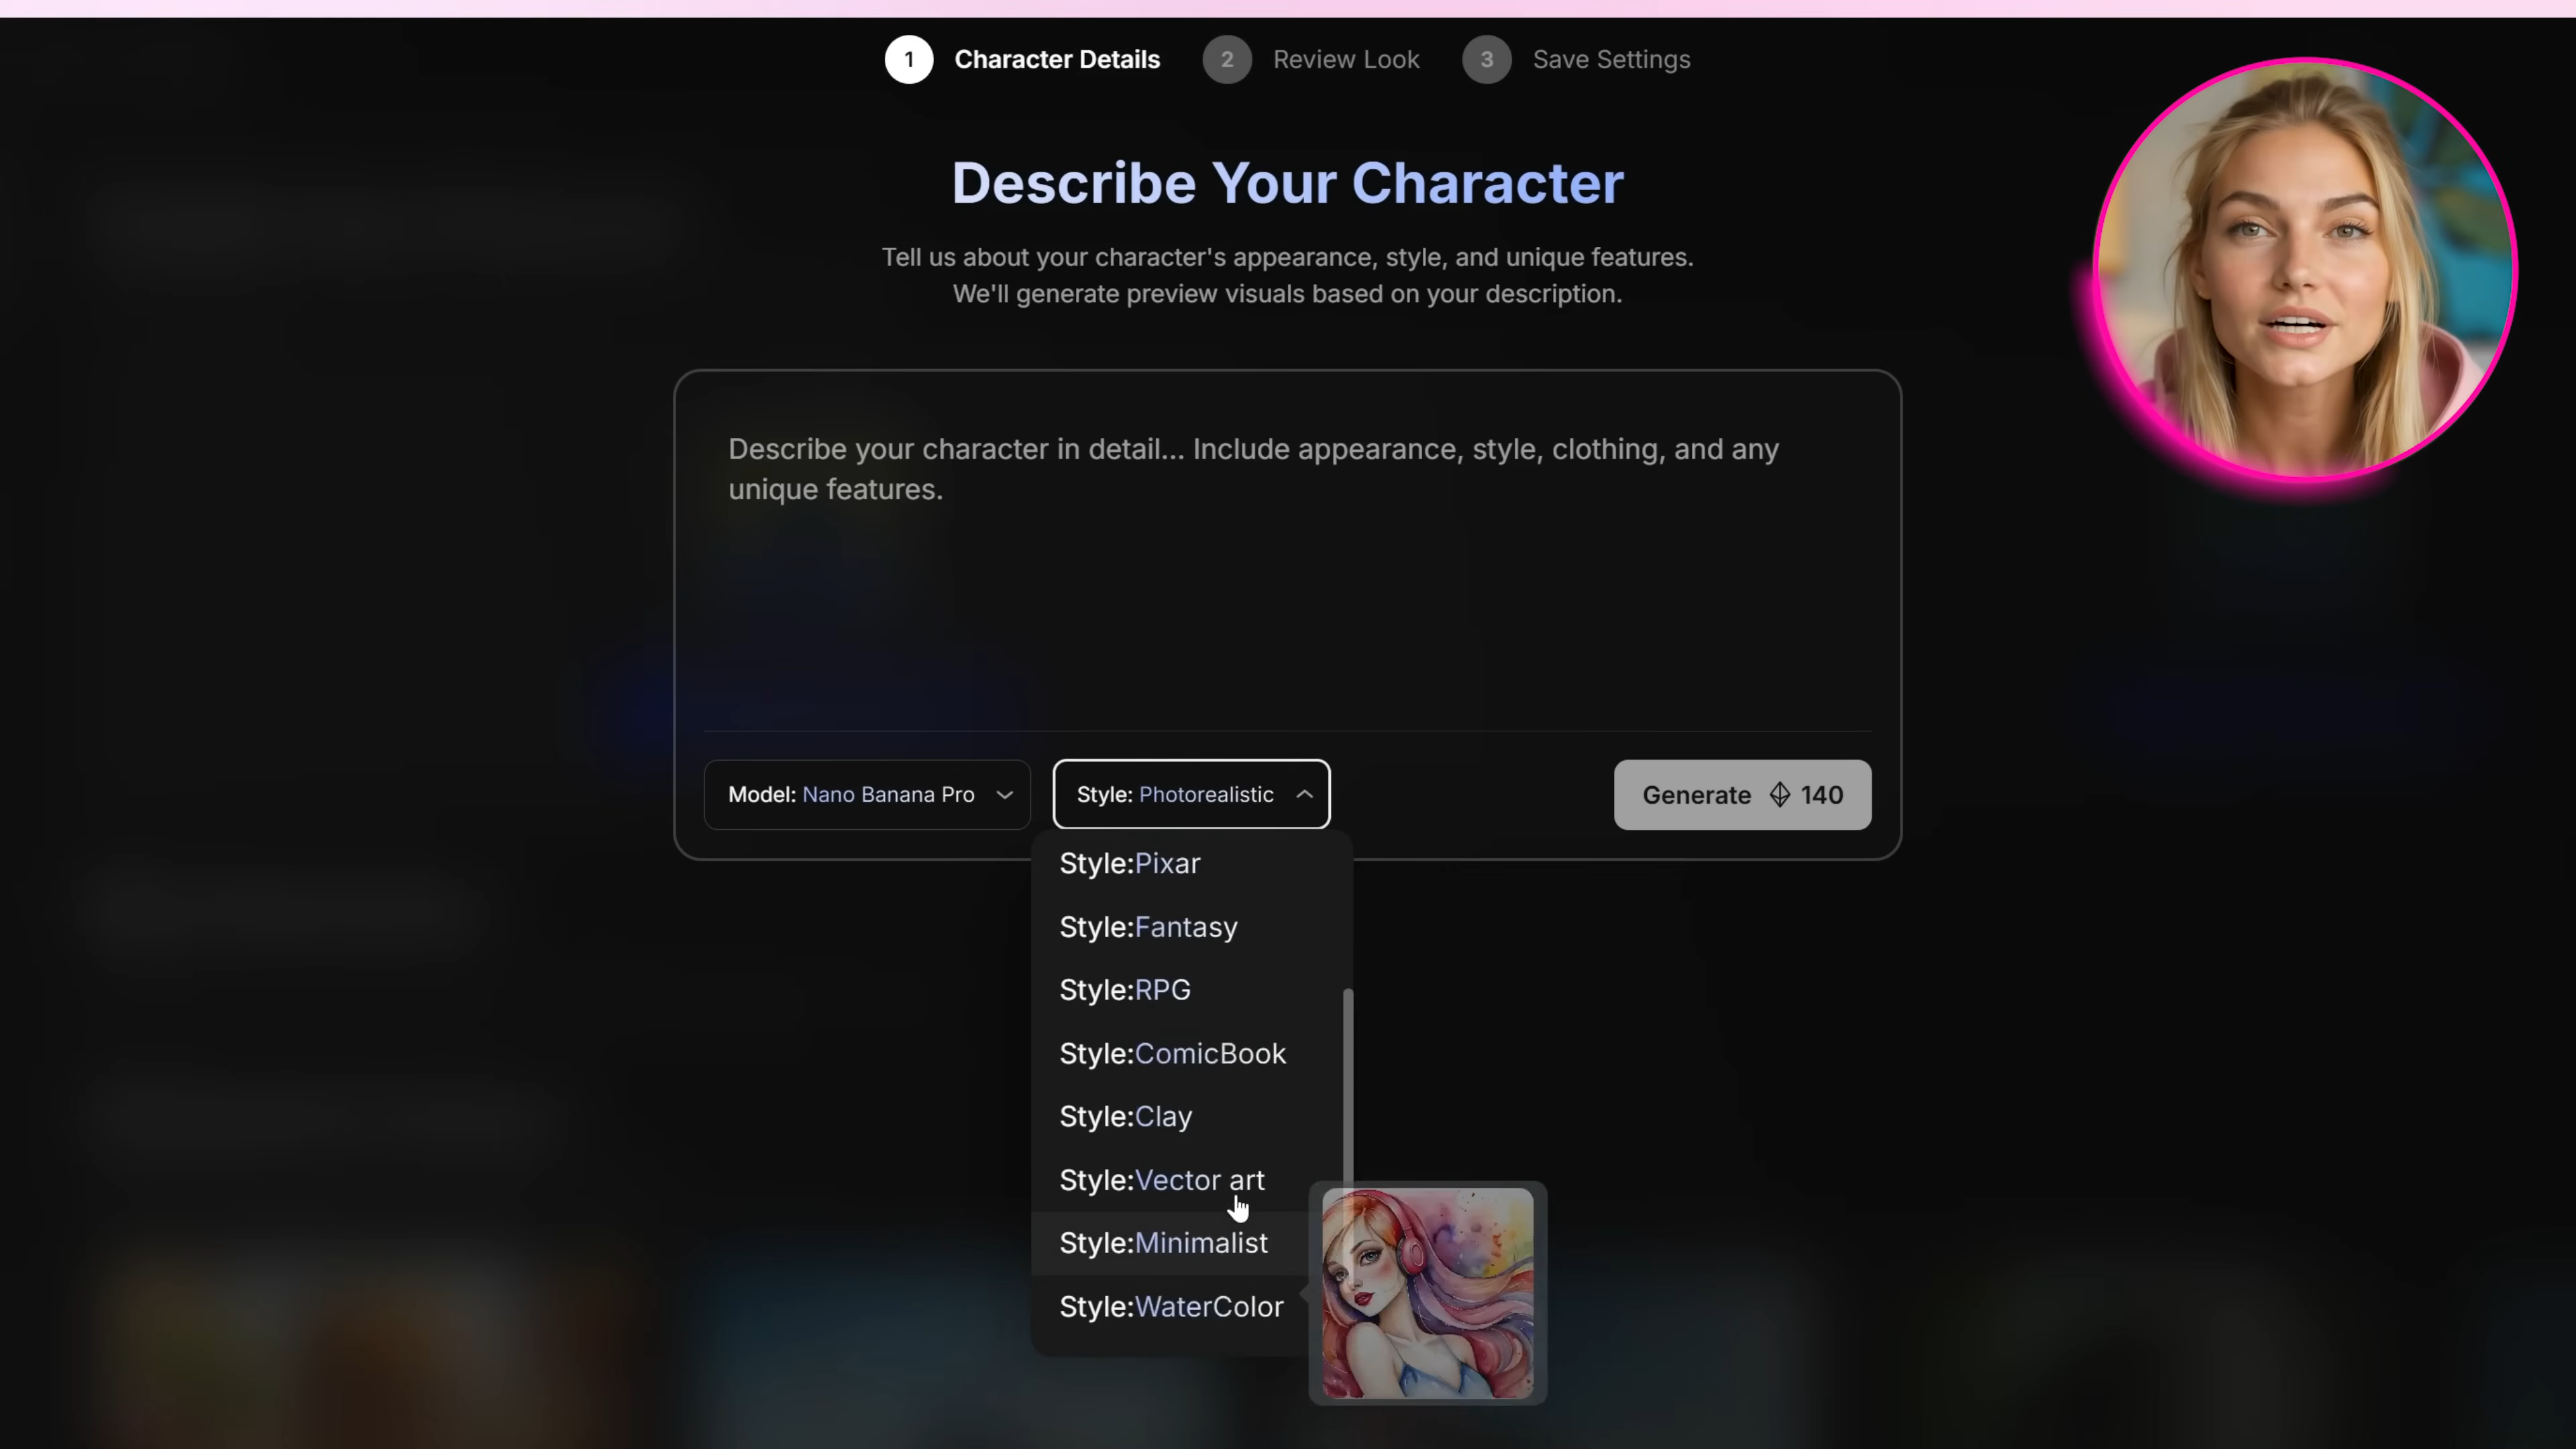 1 Character Details 2 Review Look 3 Save Settings
Describe Your Character
Tell us about your character's appearance, style, and unique features.
We'll generate preview visuals based on your description.
Describe your character in detail... Include appearance, style, clothing, and any
unique features.
Model: Nano Banana Pro Style: Photorealistic Generate 140
Style:Pixar
Style:Fantasy
Style:RPG
Style:ComicBook
Style:Clay
Style:Vector art
Style:Minimalist
Style:WaterColor